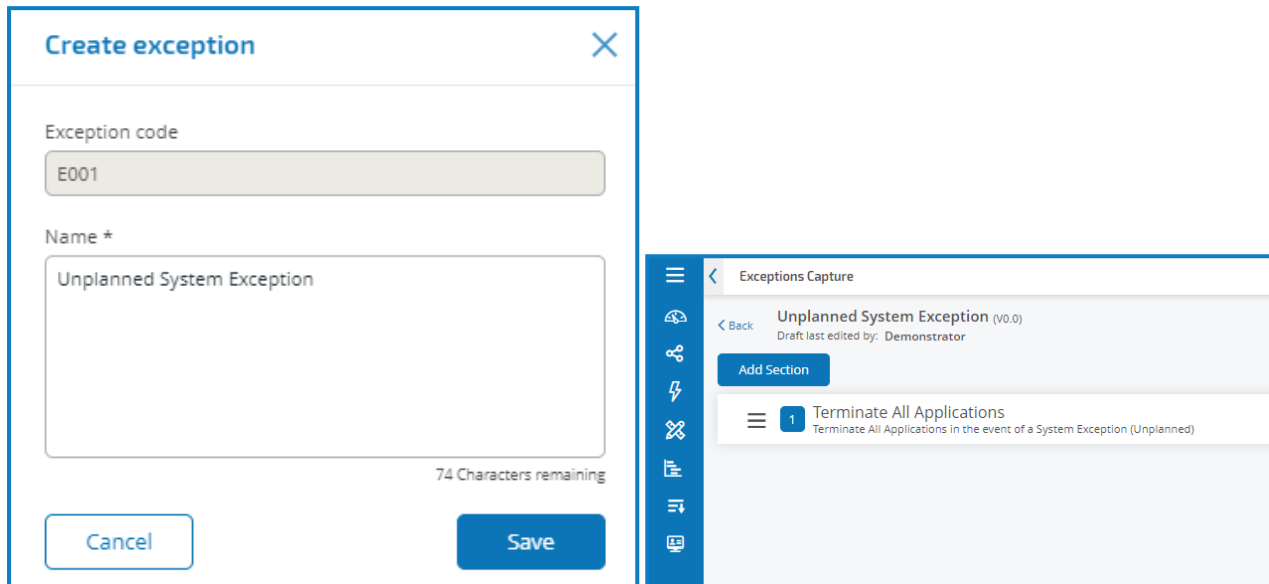 Create exception
Exception code
E001
Name *
Unplanned System Exception
74 Characters remaining
Cancel
Save
Exceptions Capture
Back
Unplanned System Exception (V0.0)
Draft last edited by: Demonstrator
Add Section
1
Terminate All Applications
Terminate All Applications in the event of a System Exception (Unplanned)